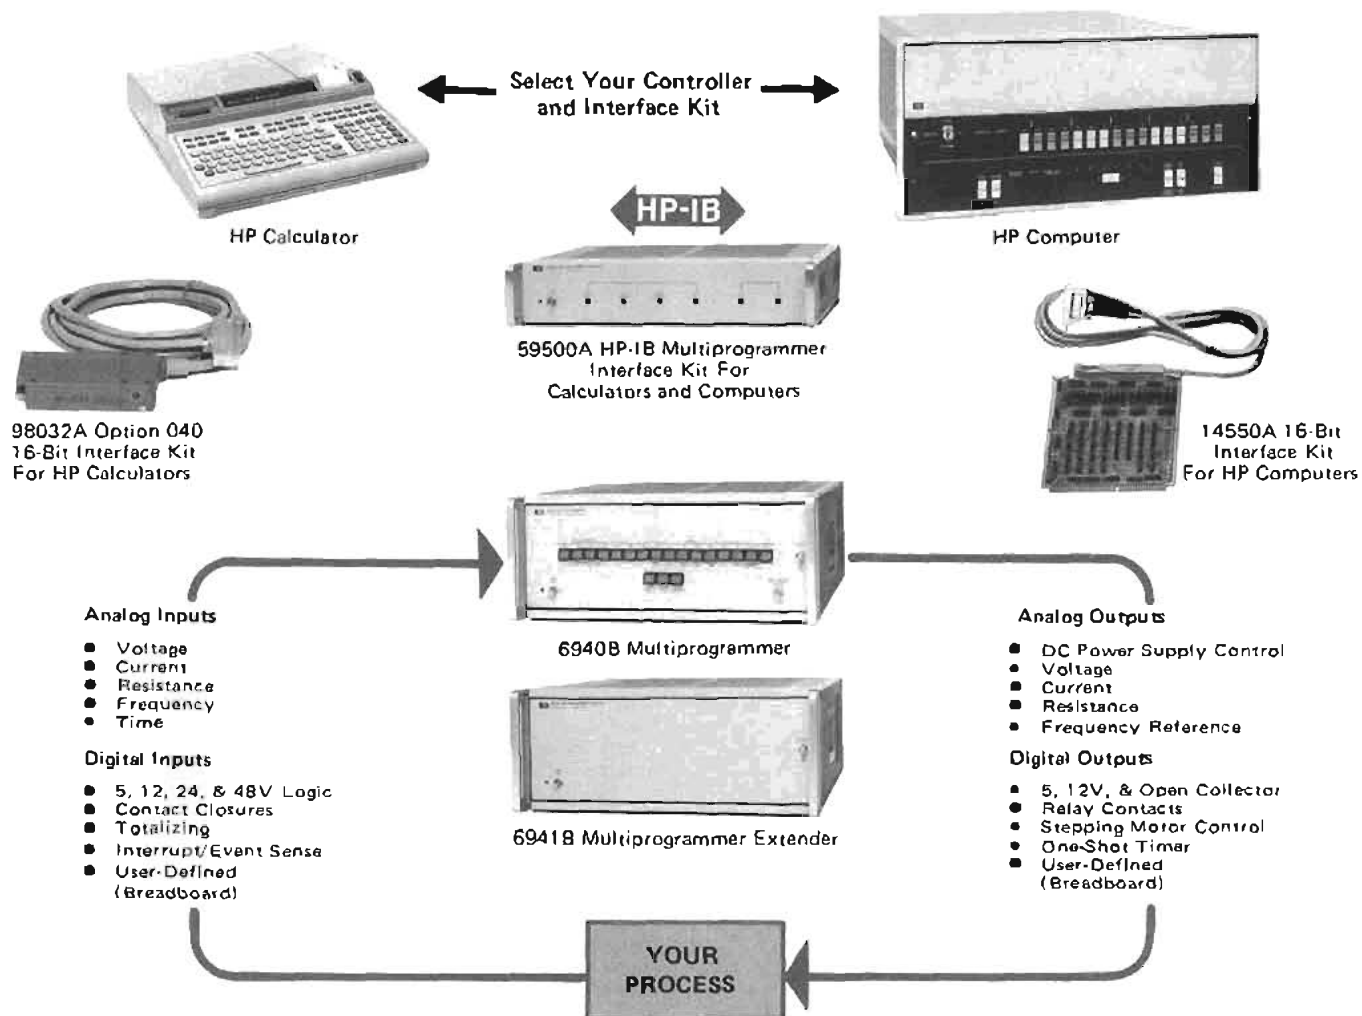 Select Your Controller
and Interface Kit
HP Calculator
HP Computer
HP-IB
59500A HP-IB Multiprogrammer
Interface Kit For
Calculators and Computers
98032A Option 040
16-Bit Interface Kit
For HP Calculators
14550A 16-Bit
Interface Kit
For HP Computers
6940B Multiprogrammer
6941B Multiprogrammer Extender
Analog Inputs
• Voltage
• Current
• Resistance
• Frequency
• Time
Digital Inputs
• 5, 12, 24, & 48V Logic
• Contact Closures
• Totalizing
• Interrupt/Event Sense
• User-Defined
(Breadboard)
Analog Outputs
• DC Power Supply Control
• Voltage
• Current
• Resistance
• Frequency Reference
Digital Outputs
• 5, 12V, & Open Collector
• Relay Contacts
• Stepping Motor Control
• One-Shot Timer
• User-Defined
(Breadboard)
YOUR
PROCESS